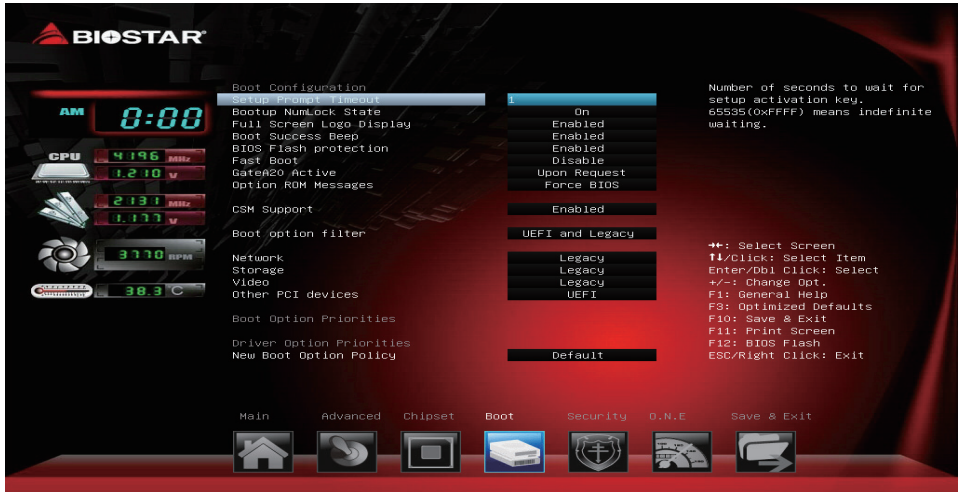 BIOSTAR®
AM 0:00
CPU 4196 MHz
1.210 V
2131 MHz
1.177 V
3770 RPM
38.3 C
Boot Configuration
Setup Prompt Timeout 1
Bootup NumLock State On
Full Screen Logo Display Enabled
Boot Success Beep Enabled
BIOS Flash protection Enabled
Fast Boot Disable
GateA20 Active Upon Request
Option ROM Messages Force BIOS
CSM Support Enabled
Boot option filter UEFI and Legacy
Network Legacy
Storage Legacy
Video Legacy
Other PCI devices UEFI
Boot Option Priorities
Driver Option Priorities
New Boot Option Policy Default
Number of seconds to wait for
setup activation key.
65535(0xFFFF) means indefinite
waiting.
→←: Select Screen
↑↓/Click: Select Item
Enter/Dbl Click: Select
+/-: Change Opt.
F1: General Help
F3: Optimized Defaults
F10: Save & Exit
F11: Print Screen
F12: BIOS Flash
ESC/Right Click: Exit
Main Advanced Chipset Boot Security O.N.E Save & Exit